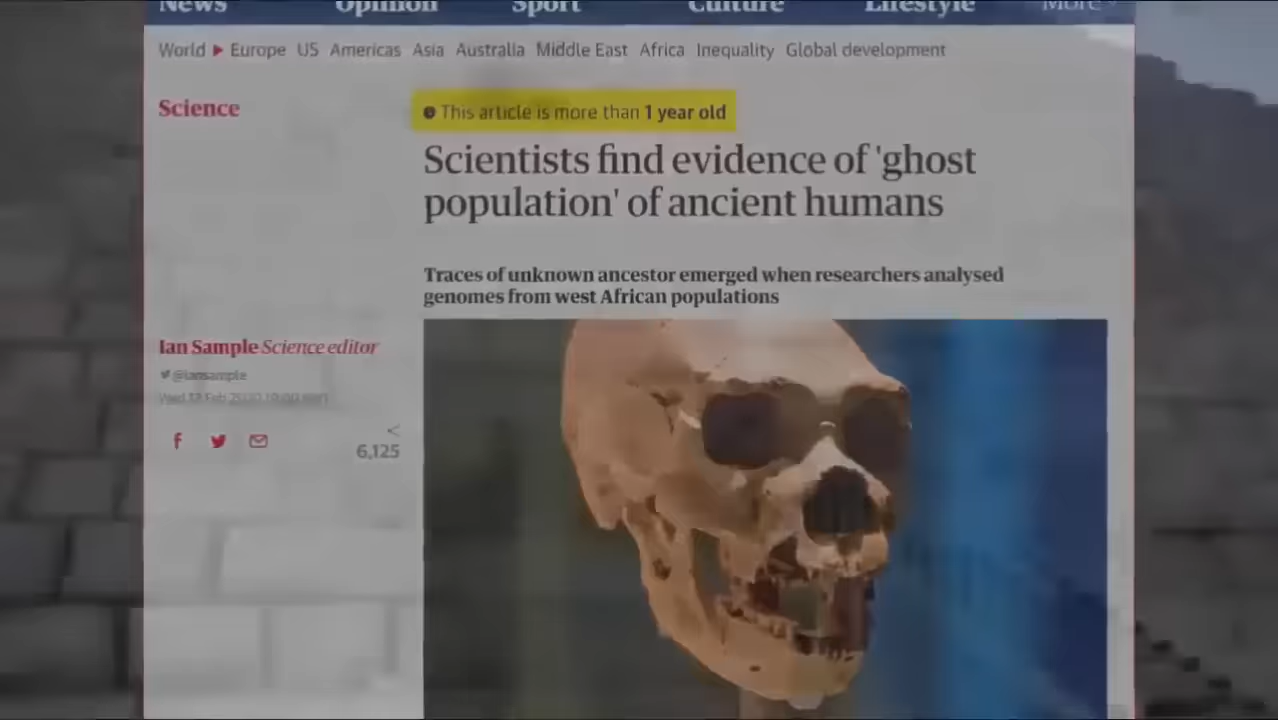 News Opinion Sport Culture Lifestyle More
World Europe US Americas Asia Australia Middle East Africa Inequality Global development
Science
This article is more than 1 year old
Scientists find evidence of 'ghost
population' of ancient humans
Traces of unknown ancestor emerged when researchers analysed
genomes from west African populations
Ian Sample Science editor
@iansample
6,125